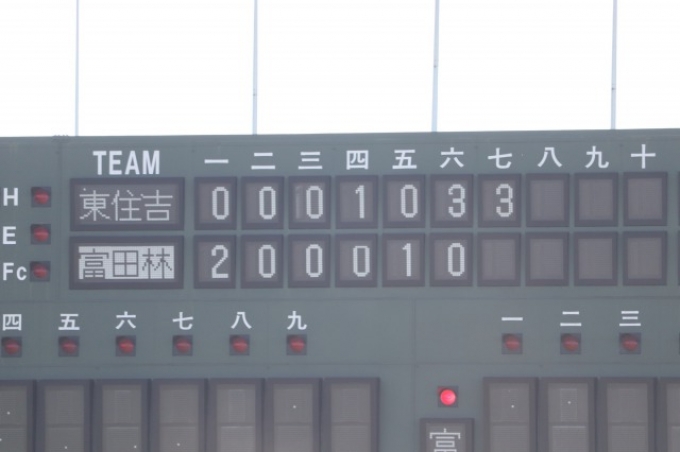 TEAM 一 二 三 四 五 六 七 八 九 十
H 東住吉 0 0 0 1 0 3 3
E
富田林 2 0 0 0 1 0
Fc
四 五 六 七 八 九 一 二 三
富